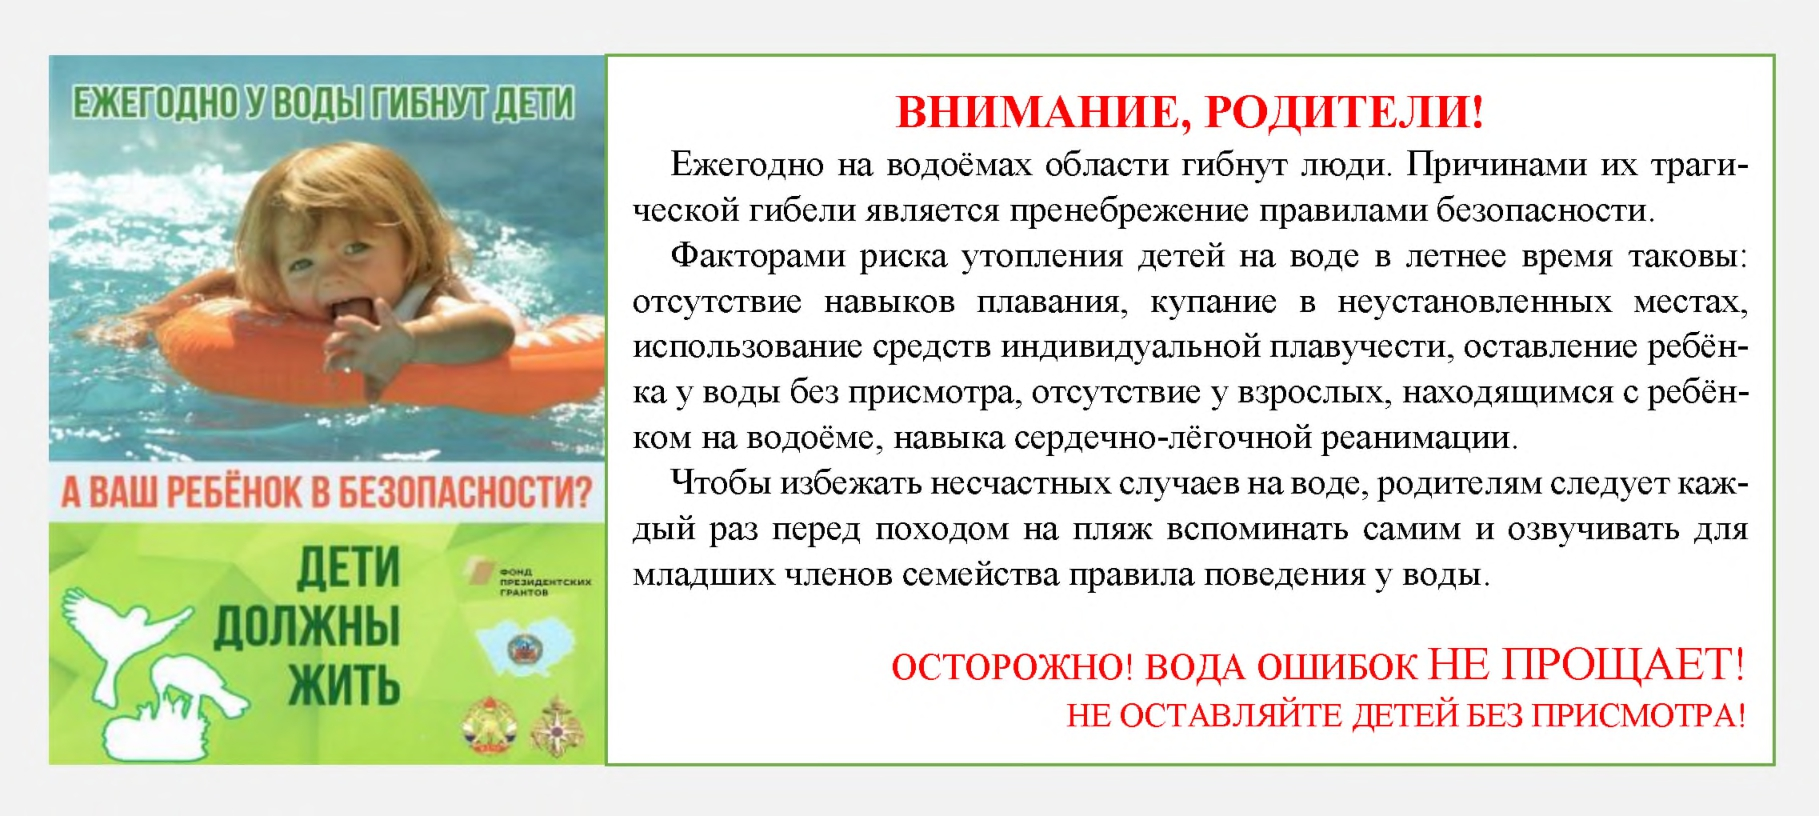 ЕЖЕГОДНО У ВОДЫ ГИБНУТ ДЕТИ
А ВАШ РЕБЁНОК В БЕЗОПАСНОСТИ?
ДЕТИ
ДОЛЖНЫ
ЖИТЬ
ФОНД
ПРЕЗИДЕНТСКИХ
ГРАНТОВ
ВНИМАНИЕ, РОДИТЕЛИ!
Ежегодно на водоёмах области гибнут люди. Причинами их траги-
ческой гибели является пренебрежение правилами безопасности.
Факторами риска утопления детей на воде в летнее время таковы:
отсутствие навыков плавания, купание в неустановленных местах,
использование средств индивидуальной плавучести, оставление ребён-
ка у воды без присмотра, отсутствие у взрослых, находящимся с ребён-
ком на водоёме, навыка сердечно-лёгочной реанимации.
Чтобы избежать несчастных случаев на воде, родителям следует каж-
дый раз перед походом на пляж вспоминать самим и озвучивать для
младших членов семейства правила поведения у воды.
ОСТОРОЖНО! ВОДА ОШИБОК НЕ ПРОЩАЕТ!
НЕ ОСТАВЛЯЙТЕ ДЕТЕЙ БЕЗ ПРИСМОТРА!